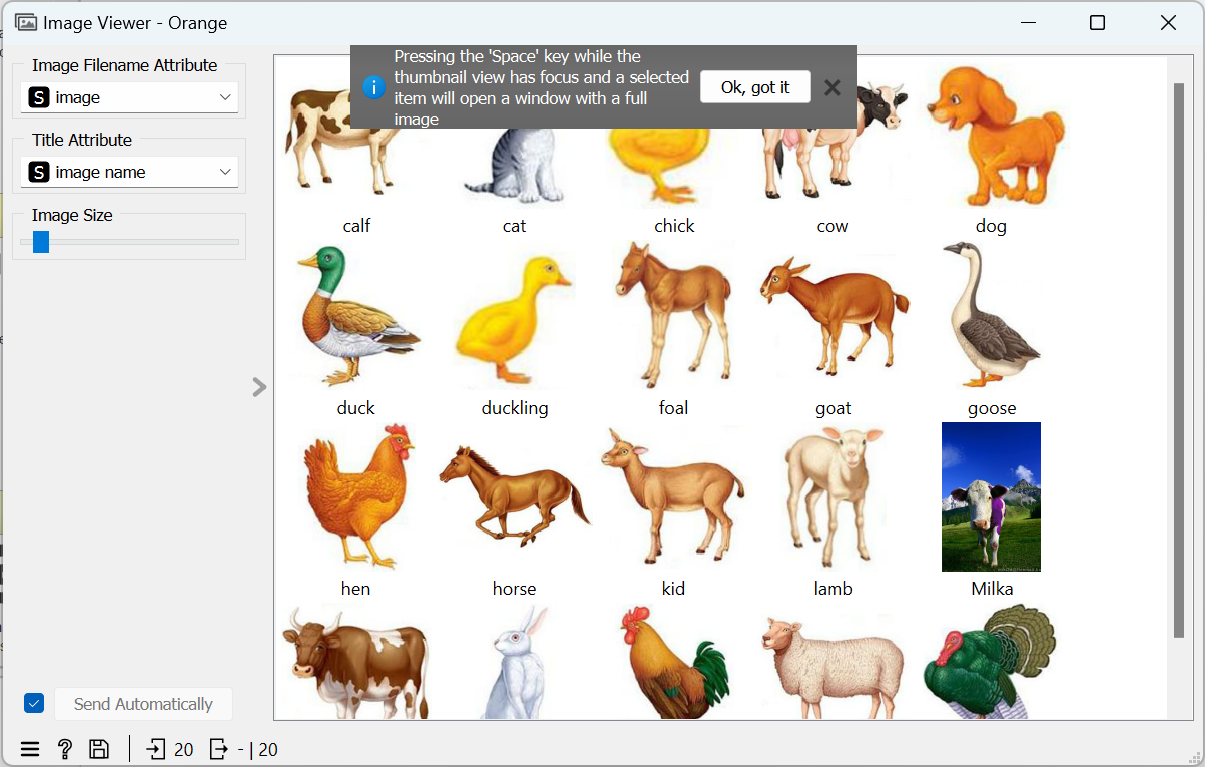 Image Viewer - Orange
Image Filename Attribute
S image
Title Attribute
S image name
Image Size
Pressing the 'Space' key while the
thumbnail view has focus and a selected
item will open a window with a full
image
Ok, got it
calf cat chick cow dog
duck duckling foal goat goose
hen horse kid lamb Milka
Send Automatically
20 - | 20